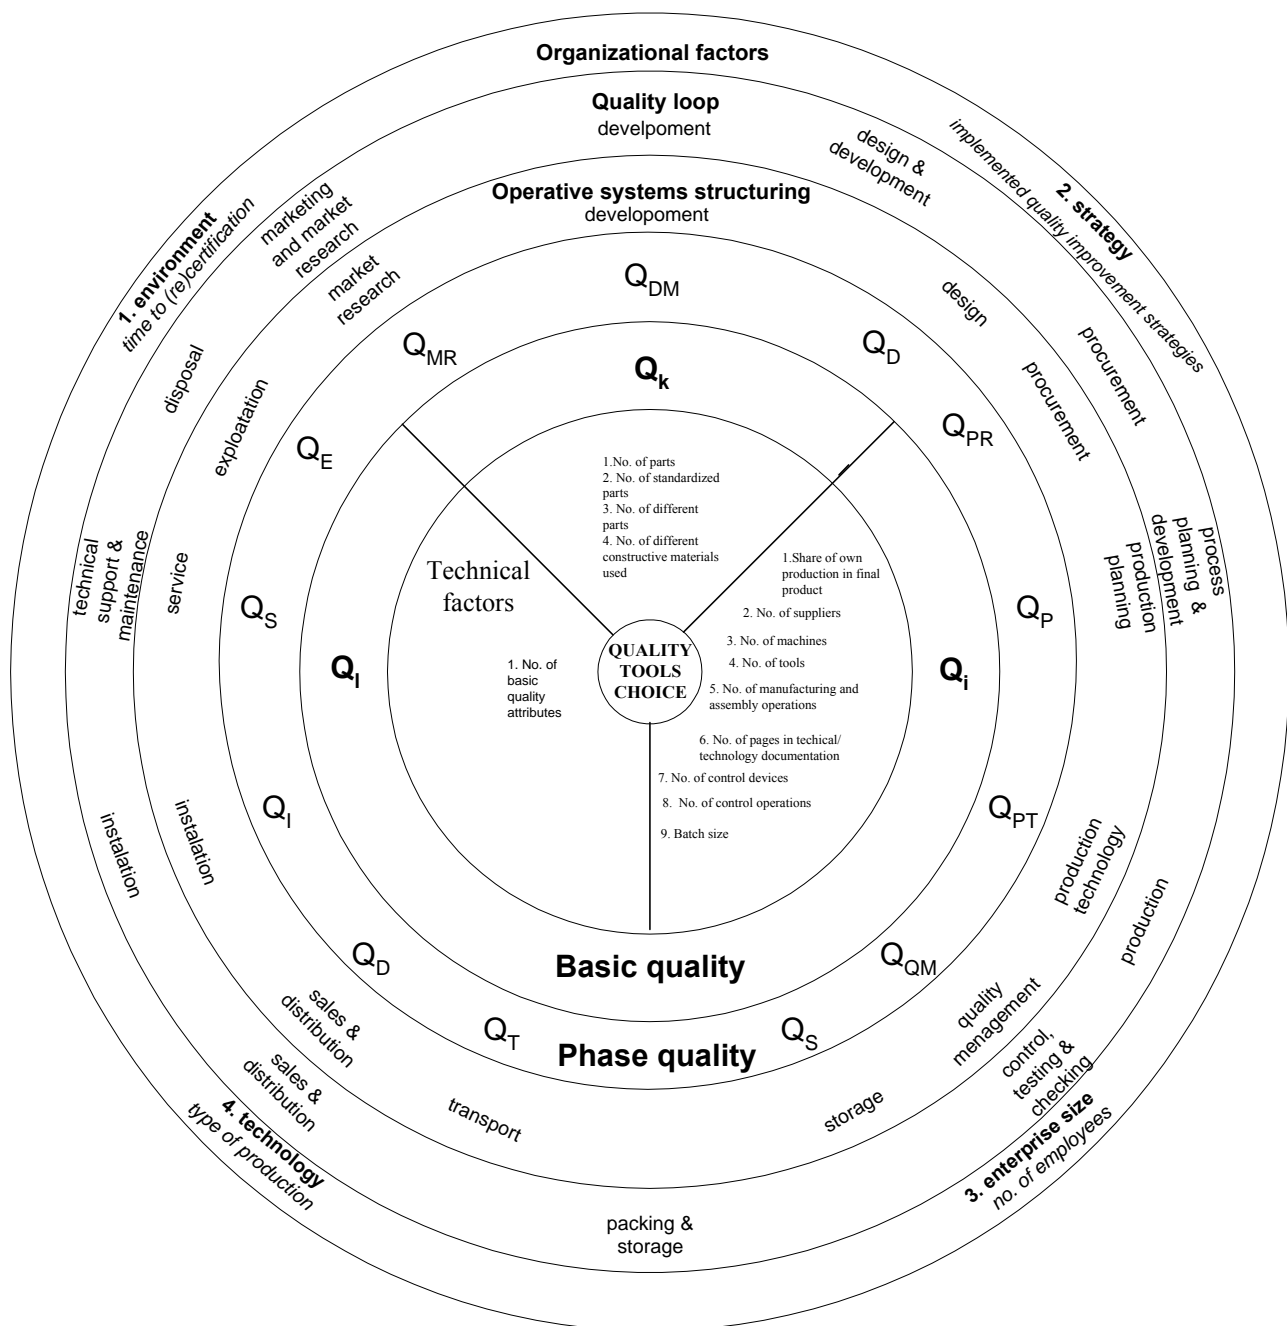 Organizational factors
Quality loop
develpoment
design &
development
implemented quality improvement strategies
2. strategy
1. environment
time to (re)certification
marketing
and market
research
Operative systems structuring
developoment
market
research
design
procurement
procurement
disposal
exploatation
Q_DM
Q_MR
Q_D
Q_k
Q_PR
Q_E
1.No. of parts
2. No. of standardized
parts
3. No. of different
parts
4. No. of different
constructive materials
used
Technical
factors
1.Share of own
production in final
product
2. No. of suppliers
3. No. of machines
4. No. of tools
5. No. of manufacturing and
assembly operations
6. No. of pages in techical/
technology documentation
7. No. of control devices
8. No. of control operations
9. Batch size
QUALITY
TOOLS
CHOICE
1. No. of
basic
quality
attributes
technical
support &
maintenance
service
Q_S
Q_l
Q_i
Q_P
production
planning
process
planning &
development
instalation
instalation
Q_I
Q_PT
production
technology
production
Q_D
Basic quality
Q_QM
Q_T
Phase quality
Q_S
quality
menagement
control,
testing &
checking
sales &
distribution
sales &
distribution
transport
storage
4. technology
type of production
3. enterprise size
no. of employees
packing &
storage